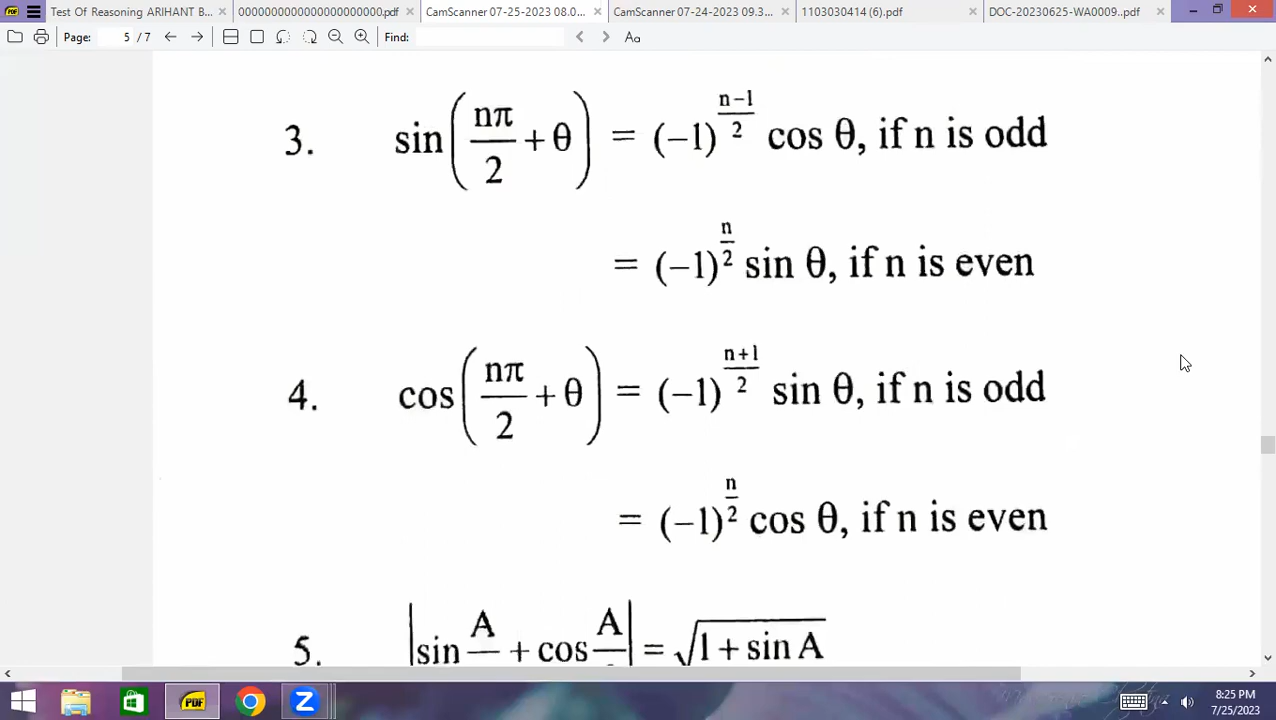 Test Of Reasoning ARIHANT B... × 00000000000000000000000.pdf × CamScanner 07-25-2023 08.0... × CamScanner 07-24-2023 09.3... × 1103030414 (6).pdf × DOC-20230625-WA0009..pdf ×
Page: 5 / 7 Find: Aa
3. sin(nπ/2 + θ) = (−1)^((n−1)/2) cos θ, if n is odd
= (−1)^(n/2) sin θ, if n is even
4. cos(nπ/2 + θ) = (−1)^((n+1)/2) sin θ, if n is odd
= (−1)^(n/2) cos θ, if n is even
5. |sin A + cos A| = √(1 + sin A)
PDF Z 8:25 PM
7/25/2023